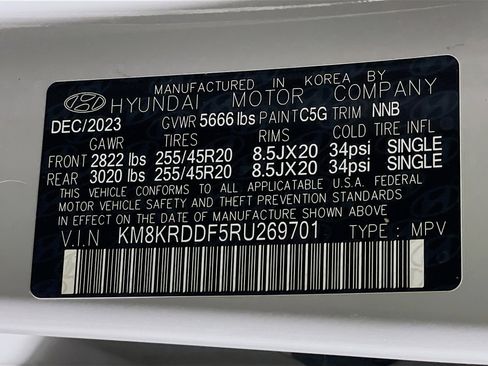 MANUFACTURED IN KOREA BY
HYUNDAI MOTOR COMPANY
DEC/2023 GVWR 5666 lbs PAINT C5G TRIM NNB
GAWR TIRES RIMS COLD TIRE INFL
FRONT 2822 lbs 255/45R20 8.5JX20 34psi SINGLE
REAR 3020 lbs 255/45R20 8.5JX20 34psi SINGLE
THIS VEHICLE CONFORMS TO ALL APPLICABLE U.S.A. FEDERAL
MOTOR VEHICLE SAFETY AND THEFT PREVENTION STANDARDS
IN EFFECT ON THE DATE OF MANUFACTURE SHOWN ABOVE.
V.I.N KM8KRDDF5RU269701 TYPE : MPV